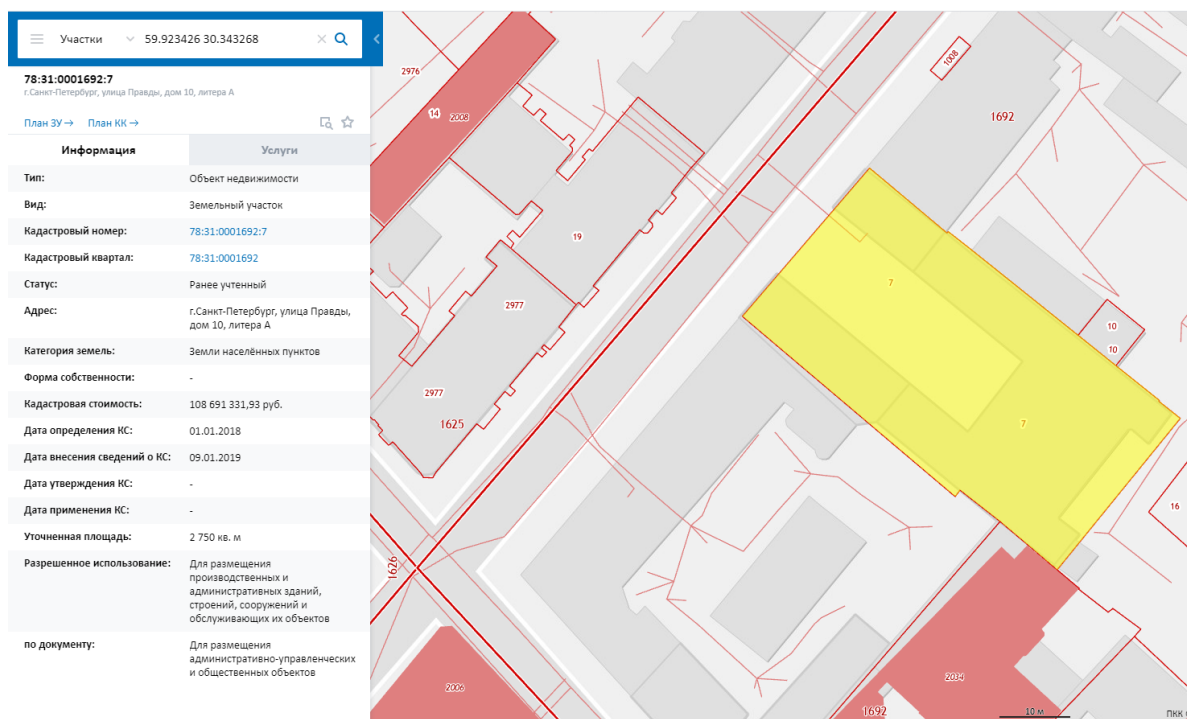 Участки 59.923426 30.343268
78:31:0001692:7
г.Санкт-Петербург, улица Правды, дом 10, литера А
План ЗУ → План КК →
Информация Услуги
Тип: Объект недвижимости
Вид: Земельный участок
Кадастровый номер: 78:31:0001692:7
Кадастровый квартал: 78:31:0001692
Статус: Ранее учтенный
Адрес: г.Санкт-Петербург, улица Правды,
дом 10, литера А
Категория земель: Земли населённых пунктов
Форма собственности: -
Кадастровая стоимость: 108 691 331,93 руб.
Дата определения КС: 01.01.2018
Дата внесения сведений о КС: 09.01.2019
Дата утверждения КС: -
Дата применения КС: -
Уточненная площадь: 2 750 кв. м
Разрешенное использование: Для размещения
производственных и
административных зданий,
строений, сооружений и
обслуживающих их объектов
по документу: Для размещения
административно-управленческих
и общественных объектов
1008
2976
14 2008
1692
19
7
2977
10
10
2977
1625
7
16
1626
2034
2006
1692
10 м
ПКК